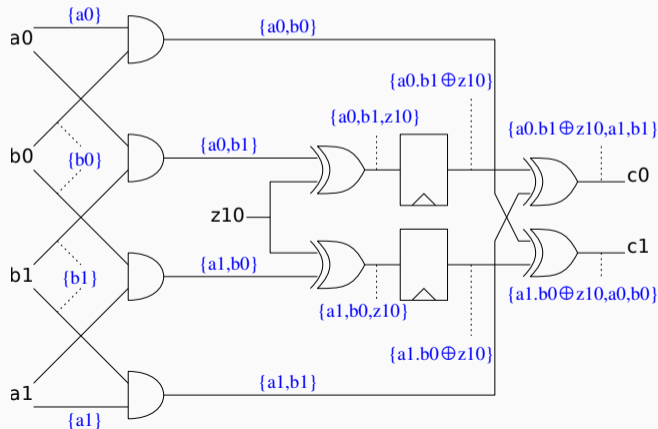 {a0}
{a0,b0}
a0
{a0.b1⊕z10}
{a0,b1,z10}
{a0.b1⊕z10,a1,b1}
{a0,b1}
b0
{b0}
c0
z10
c1
b1
{b1}
{a1,b0}
{a1.b0⊕z10,a0,b0}
{a1,b0,z10}
{a1.b0⊕z10}
{a1,b1}
a1
{a1}